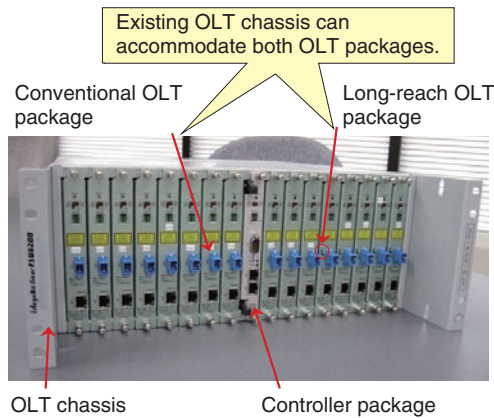 Existing OLT chassis can
accommodate both OLT packages.
Conventional OLT
package
Long-reach OLT
package
OLT chassis
Controller package